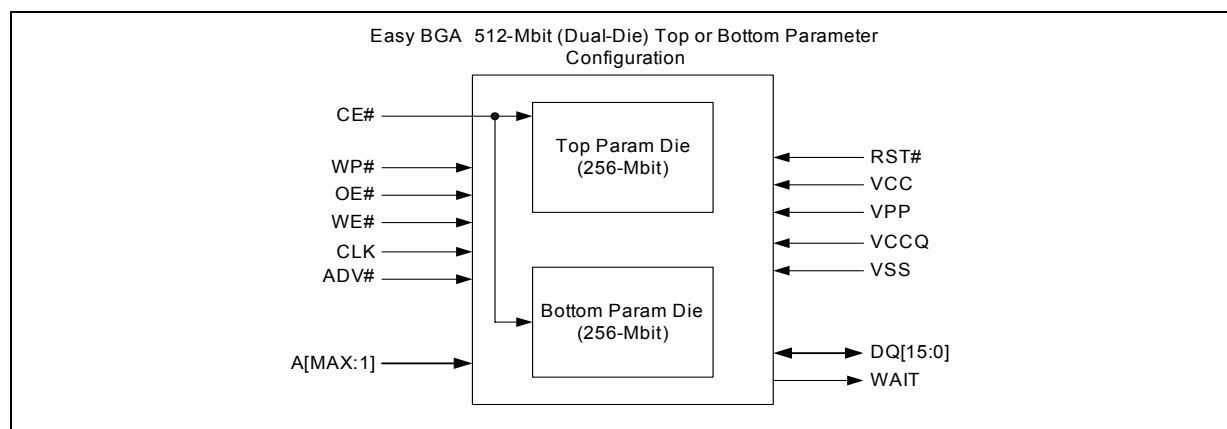 Easy BGA 512-Mbit (Dual-Die) Top or Bottom Parameter
Configuration
CE#
WP#
OE#
WE#
CLK
ADV#
A[MAX:1]
Top Param Die
(256-Mbit)
Bottom Param Die
(256-Mbit)
RST#
VCC
VPP
VCCQ
VSS
DQ[15:0]
WAIT